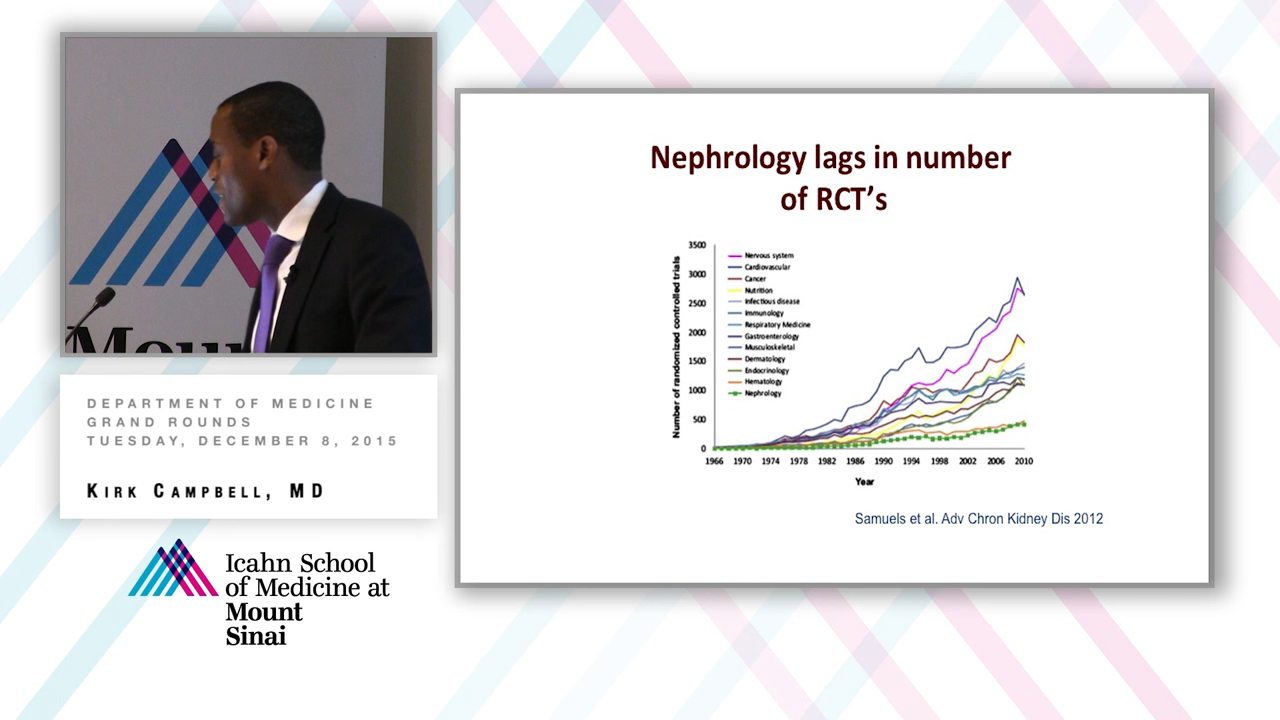 Moun
DEPARTMENT OF MEDICINE
GRAND ROUNDS
TUESDAY, DECEMBER 8, 2015
KIRK CAMPBELL, MD
Icahn School
of Medicine at
Mount
Sinai
Nephrology lags in number
of RCT's
Number of randomized controlled trials
3500
3000
2500
2000
1500
1000
500
0
Nervous system
Cardiovascular
Cancer
Nutrition
Infectious disease
Immunology
Respiratory Medicine
Gastroenterology
Musculoskeletal
Dermatology
Endocrinology
Hematology
Nephrology
1966 1970 1974 1978 1982 1986 1990 1994 1998 2002 2006 2010
Year
Samuels et al. Adv Chron Kidney Dis 2012